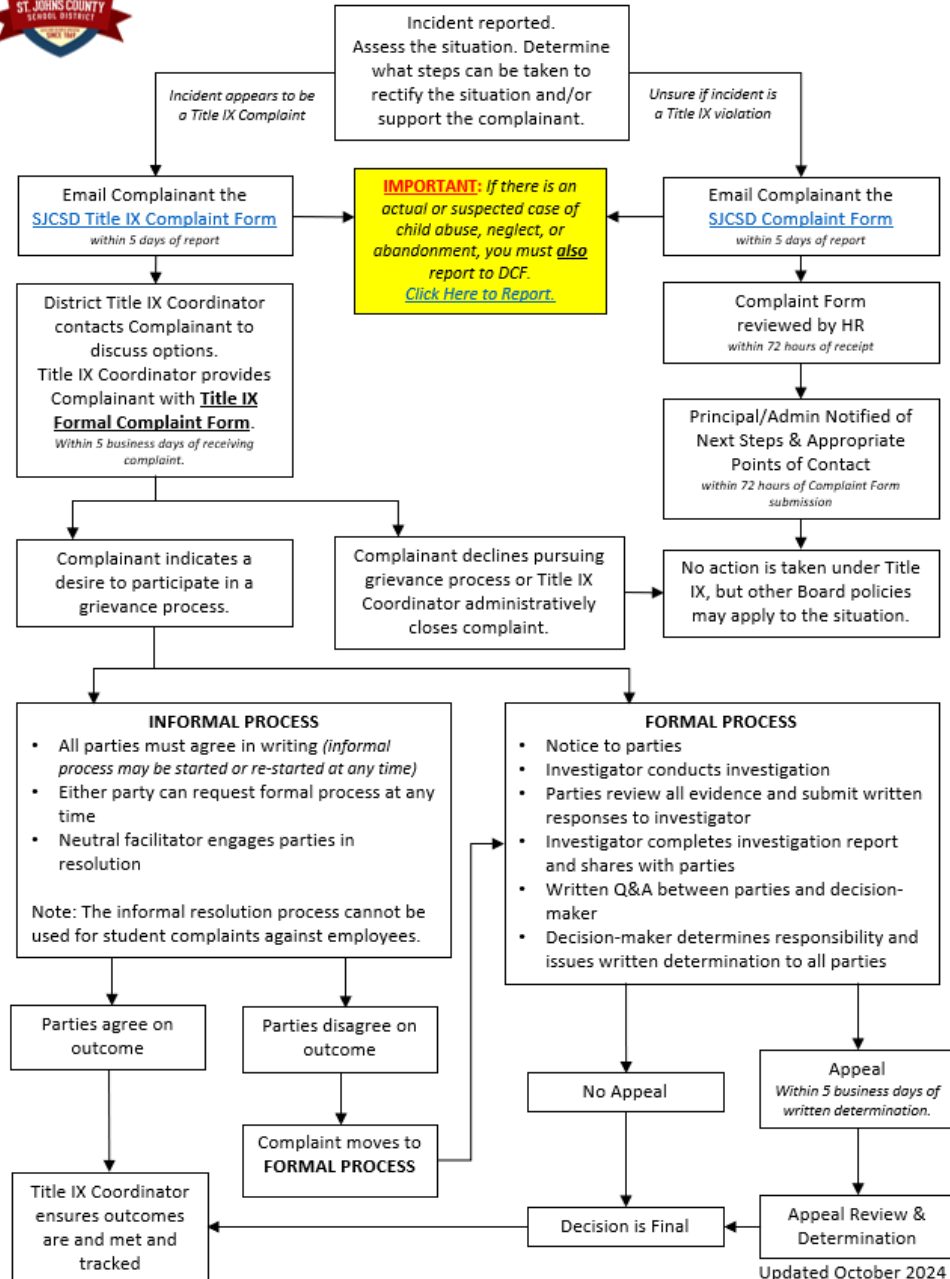 ST. JOHNS COUNTY
SCHOOL DISTRICT
SINCE 1869
Incident reported.
Assess the situation. Determine
what steps can be taken to
rectify the situation and/or
support the complainant.
Incident appears to be
a Title IX Complaint
Unsure if incident is
a Title IX violation
Email Complainant the
SJCSD Title IX Complaint Form
within 5 days of report
IMPORTANT: If there is an
actual or suspected case of
child abuse, neglect, or
abandonment, you must also
report to DCF.
Click Here to Report.
Email Complainant the
SJCSD Complaint Form
within 5 days of report
District Title IX Coordinator
contacts Complainant to
discuss options.
Title IX Coordinator provides
Complainant with Title IX
Formal Complaint Form.
Within 5 business days of receiving
complaint.
Complaint Form
reviewed by HR
within 72 hours of receipt
Principal/Admin Notified of
Next Steps & Appropriate
Points of Contact
within 72 hours of Complaint Form
submission
Complainant indicates a
desire to participate in a
grievance process.
Complainant declines pursuing
grievance process or Title IX
Coordinator administratively
closes complaint.
No action is taken under Title
IX, but other Board policies
may apply to the situation.
INFORMAL PROCESS
• All parties must agree in writing (informal
process may be started or re-started at any time)
• Either party can request formal process at any
time
• Neutral facilitator engages parties in
resolution
Note: The informal resolution process cannot be
used for student complaints against employees.
FORMAL PROCESS
• Notice to parties
• Investigator conducts investigation
• Parties review all evidence and submit written
responses to investigator
• Investigator completes investigation report
and shares with parties
• Written Q&A between parties and decision-
maker
• Decision-maker determines responsibility and
issues written determination to all parties
Parties agree on
outcome
Parties disagree on
outcome
No Appeal
Appeal
Within 5 business days of
written determination.
Complaint moves to
FORMAL PROCESS
Title IX Coordinator
ensures outcomes
are and met and
tracked
Decision is Final
Appeal Review &
Determination
Updated October 2024